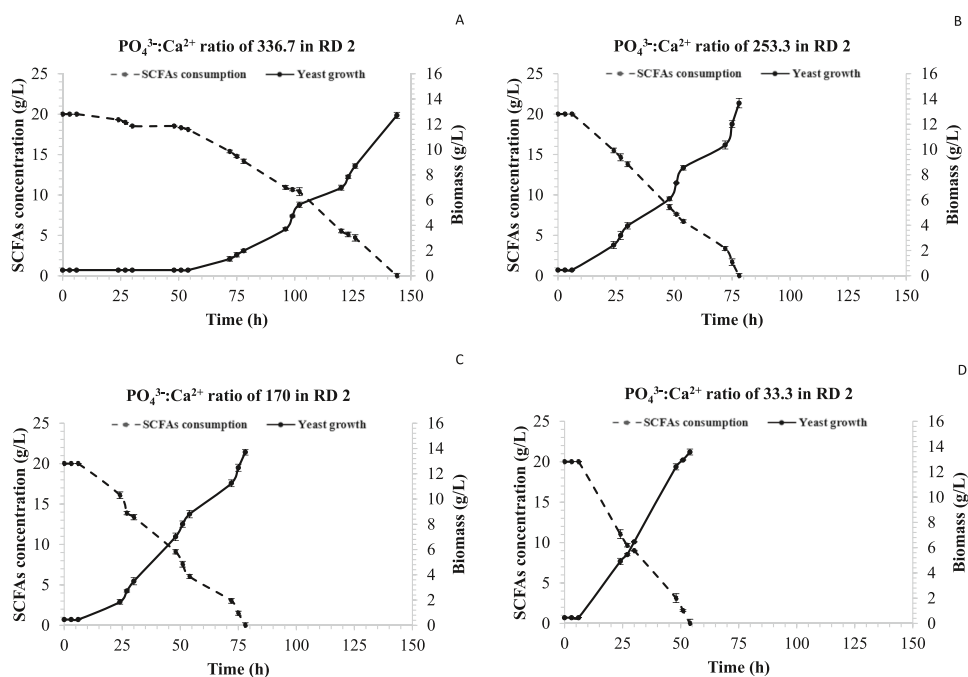 A
PO₄³⁻:Ca²⁺ ratio of 336.7 in RD 2
SCFAs consumption Yeast growth
SCFAs concentration (g/L)
25
20
15
10
5
0
16
14
12
10
8
6
4
2
0
Biomass (g/L)
0 25 50 75 100 125 150
Time (h)
B
PO₄³⁻:Ca²⁺ ratio of 253.3 in RD 2
SCFAs consumption Yeast growth
SCFAs concentration (g/L)
25
20
15
10
5
0
16
14
12
10
8
6
4
2
0
Biomass (g/L)
0 25 50 75 100 125 150
Time (h)
C
PO₄³⁻:Ca²⁺ ratio of 170 in RD 2
SCFAs consumption Yeast growth
SCFAs concentration (g/L)
25
20
15
10
5
0
16
14
12
10
8
6
4
2
0
Biomass (g/L)
0 25 50 75 100 125 150
Time (h)
D
PO₄³⁻:Ca²⁺ ratio of 33.3 in RD 2
SCFAs consumption Yeast growth
SCFAs concentration (g/L)
25
20
15
10
5
0
16
14
12
10
8
6
4
2
0
Biomass (g/L)
0 25 50 75 100 125 150
Time (h)